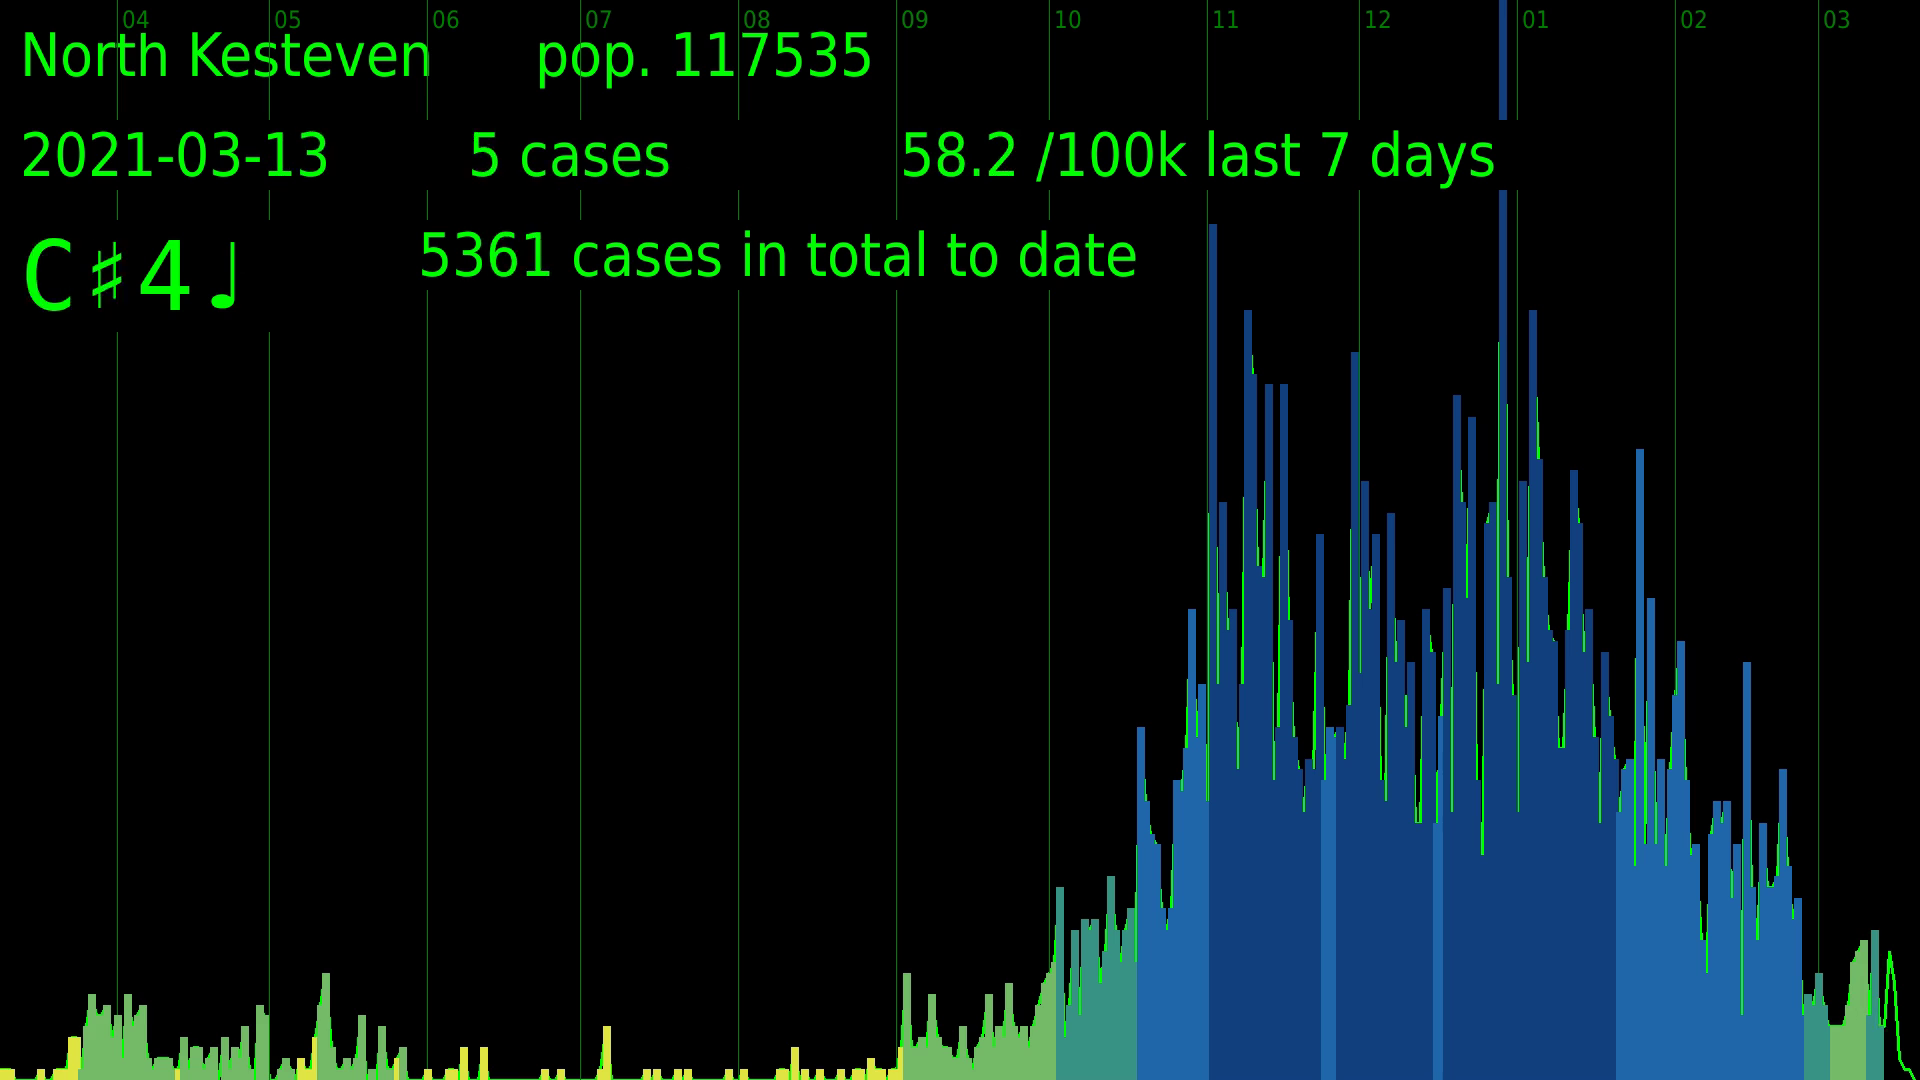 04 05 06 07 08 09 10 11 12 01 02 03
North Kesteven pop. 117535
2021-03-13 5 cases 58.2 /100k last 7 days
C♯4♩ 5361 cases in total to date